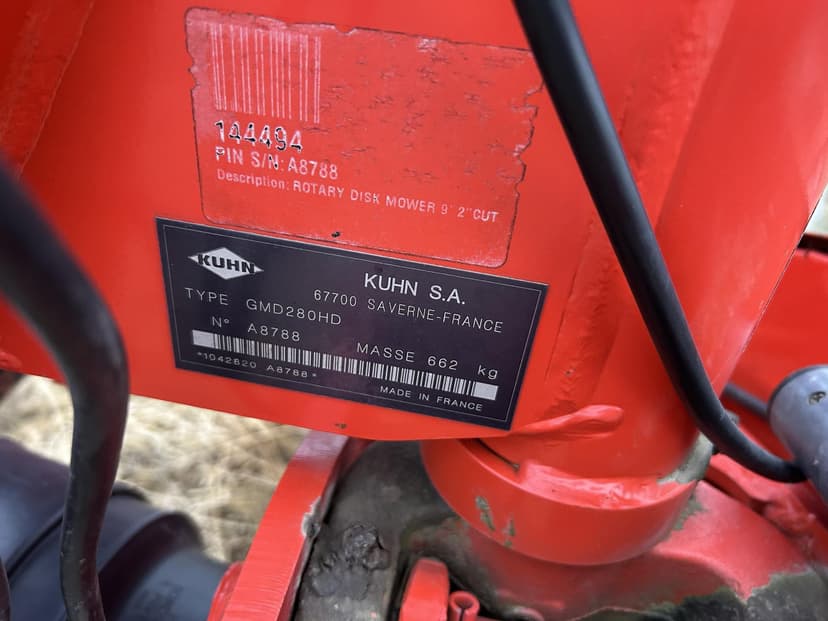 144494
PIN S/N: A8788
Description: ROTARY DISK MOWER 9' 2"CUT
KUHN
KUHN S.A.
67700 SAVERNE-FRANCE
TYPE GMD280HD
N° A8788
MASSE 662 kg
*1042820 A8788*
MADE IN FRANCE